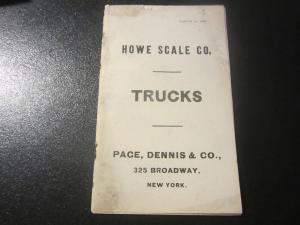 HOWE SCALE CO.
TRUCKS
PAGE, DENNIS & CO.,
325 BROADWAY,
NEW YORK.